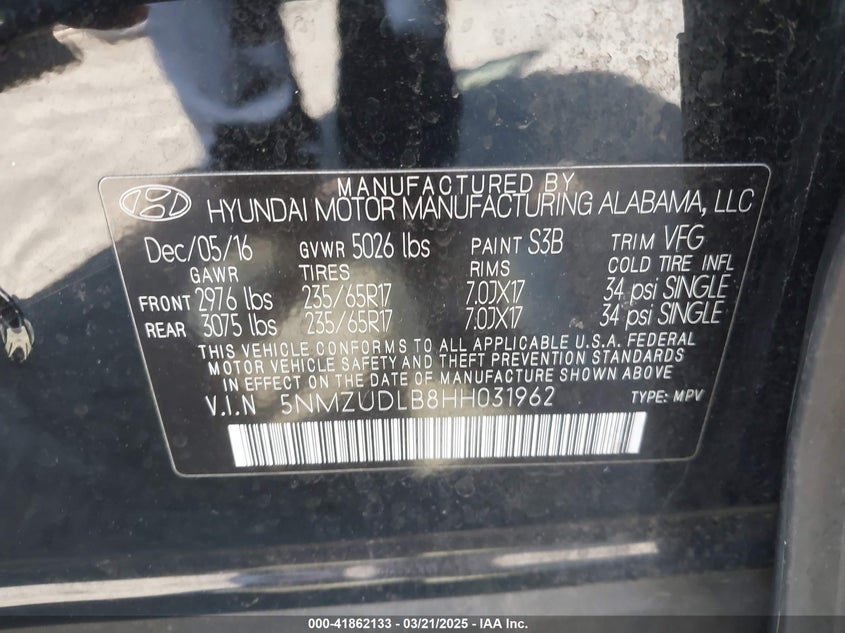 MANUFACTURED BY
HYUNDAI MOTOR MANUFACTURING ALABAMA, LLC
Dec/05/16 GVWR 5026 lbs PAINT S3B TRIM VFG
GAWR TIRES RIMS COLD TIRE INFL
FRONT 2976 lbs 235/65R17 7.0JX17 34 psi SINGLE
REAR 3075 lbs 235/65R17 7.0JX17 34 psi SINGLE
THIS VEHICLE CONFORMS TO ALL APPLICABLE U.S.A. FEDERAL
MOTOR VEHICLE SAFETY AND THEFT PREVENTION STANDARDS
IN EFFECT ON THE DATE OF MANUFACTURE SHOWN ABOVE
V.I.N 5NMZUDLB8HH031962 TYPE: MPV
000-41862133 - 03/21/2025 - IAA Inc.